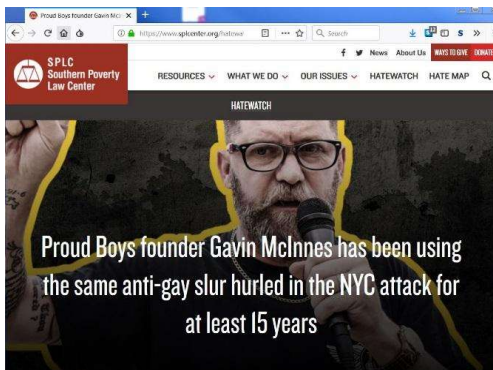 Proud Boys founder Gavin McIn
https://www.splcenter.org/hatewar
Search
SPLC
Southern Poverty
Law Center
News About Us WAYS TO GIVE DONATE
RESOURCES WHAT WE DO OUR ISSUES HATEWATCH HATE MAP
HATEWATCH
Proud Boys founder Gavin McInnes has been using
the same anti-gay slur hurled in the NYC attack for
at least 15 years